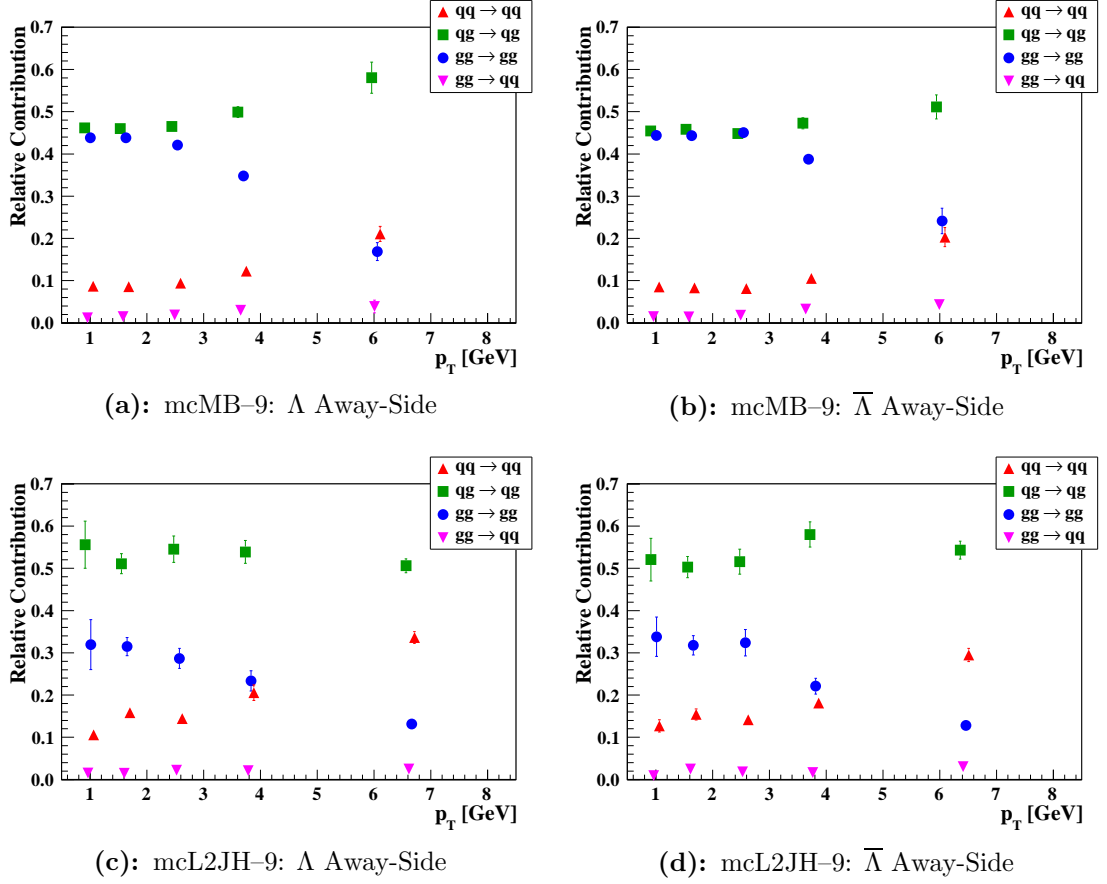 qq → qq
qg → qg
gg → gg
gg → qq
Relative Contribution
0.7
0.6
0.5
0.4
0.3
0.2
0.1
0.0
1 2 3 4 5 6 7 8
p_T [GeV]
(a): mcMB–9: Λ Away-Side
qq → qq
qg → qg
gg → gg
gg → qq
Relative Contribution
0.7
0.6
0.5
0.4
0.3
0.2
0.1
0.0
1 2 3 4 5 6 7 8
p_T [GeV]
(b): mcMB–9: Λ̅ Away-Side
qq → qq
qg → qg
gg → gg
gg → qq
Relative Contribution
0.7
0.6
0.5
0.4
0.3
0.2
0.1
0.0
1 2 3 4 5 6 7 8
p_T [GeV]
(c): mcL2JH–9: Λ Away-Side
qq → qq
qg → qg
gg → gg
gg → qq
Relative Contribution
0.7
0.6
0.5
0.4
0.3
0.2
0.1
0.0
1 2 3 4 5 6 7 8
p_T [GeV]
(d): mcL2JH–9: Λ̅ Away-Side